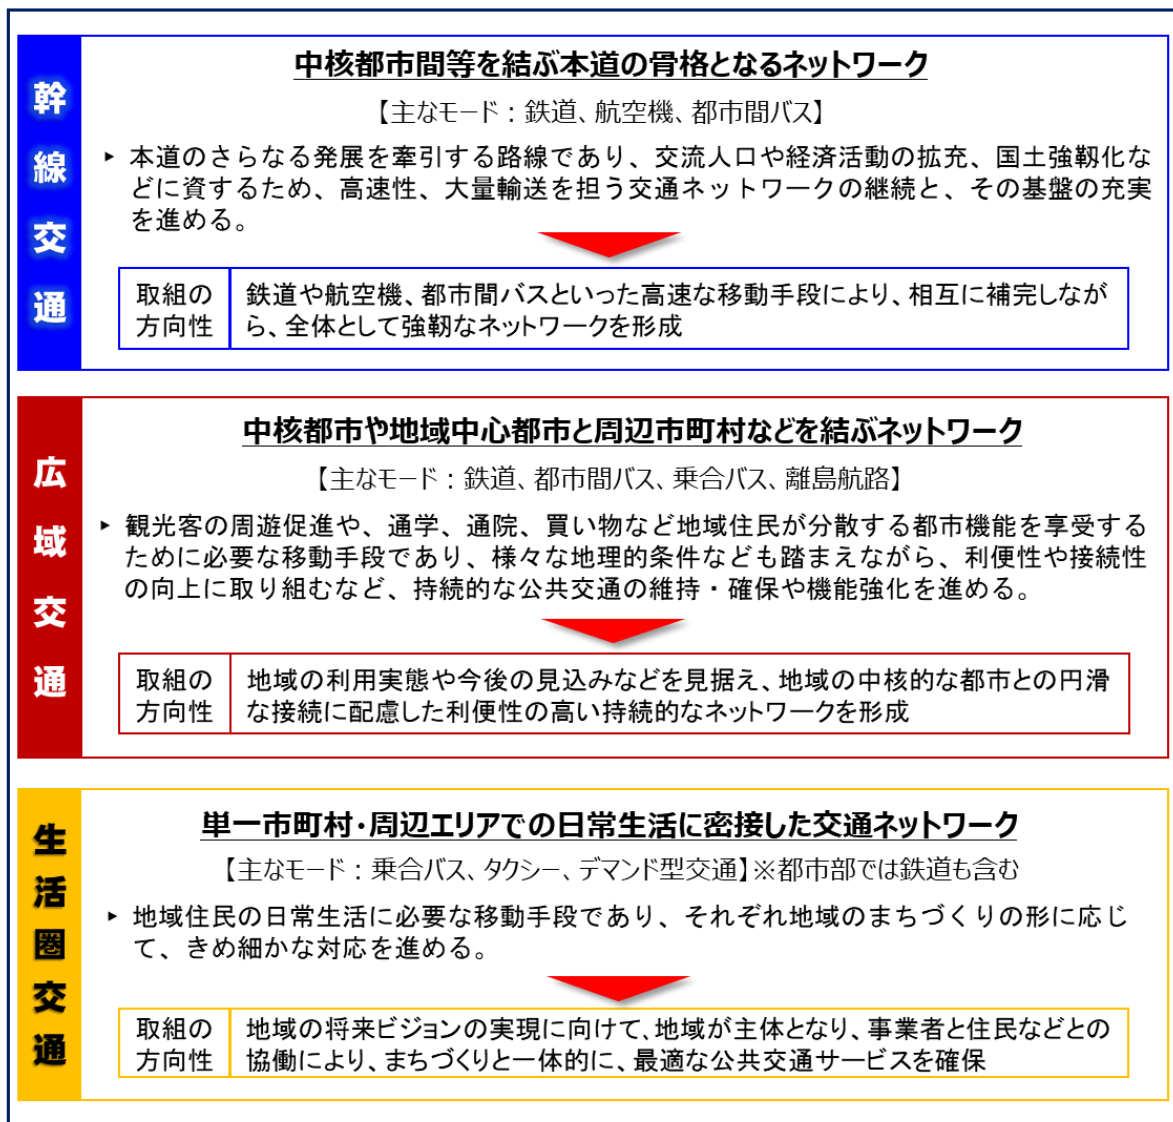 幹線交通
中核都市間等を結ぶ本道の骨格となるネットワーク
【主なモード：鉄道、航空機、都市間バス】
▶ 本道のさらなる発展を牽引する路線であり、交流人口や経済活動の拡充、国土強靱化な
どに資するため、高速性、大量輸送を担う交通ネットワークの継続と、その基盤の充実
を進める。
取組の
方向性
鉄道や航空機、都市間バスといった高速な移動手段により、相互に補完しなが
ら、全体として強靭なネットワークを形成
広域交通
中核都市や地域中心都市と周辺市町村などを結ぶネットワーク
【主なモード：鉄道、都市間バス、乗合バス、離島航路】
▶ 観光客の周遊促進や、通学、通院、買い物など地域住民が分散する都市機能を享受する
ために必要な移動手段であり、様々な地理的条件なども踏まえながら、利便性や接続性
の向上に取り組むなど、持続的な公共交通の維持・確保や機能強化を進める。
取組の
方向性
地域の利用実態や今後の見込みなどを見据え、地域の中核的な都市との円滑
な接続に配慮した利便性の高い持続的なネットワークを形成
生活圏交通
単一市町村・周辺エリアでの日常生活に密接した交通ネットワーク
【主なモード：乗合バス、タクシー、デマンド型交通】※都市部では鉄道も含む
▶ 地域住民の日常生活に必要な移動手段であり、それぞれ地域のまちづくりの形に応じ
て、きめ細かな対応を進める。
取組の
方向性
地域の将来ビジョンの実現に向けて、地域が主体となり、事業者と住民などとの
協働により、まちづくりと一体的に、最適な公共交通サービスを確保